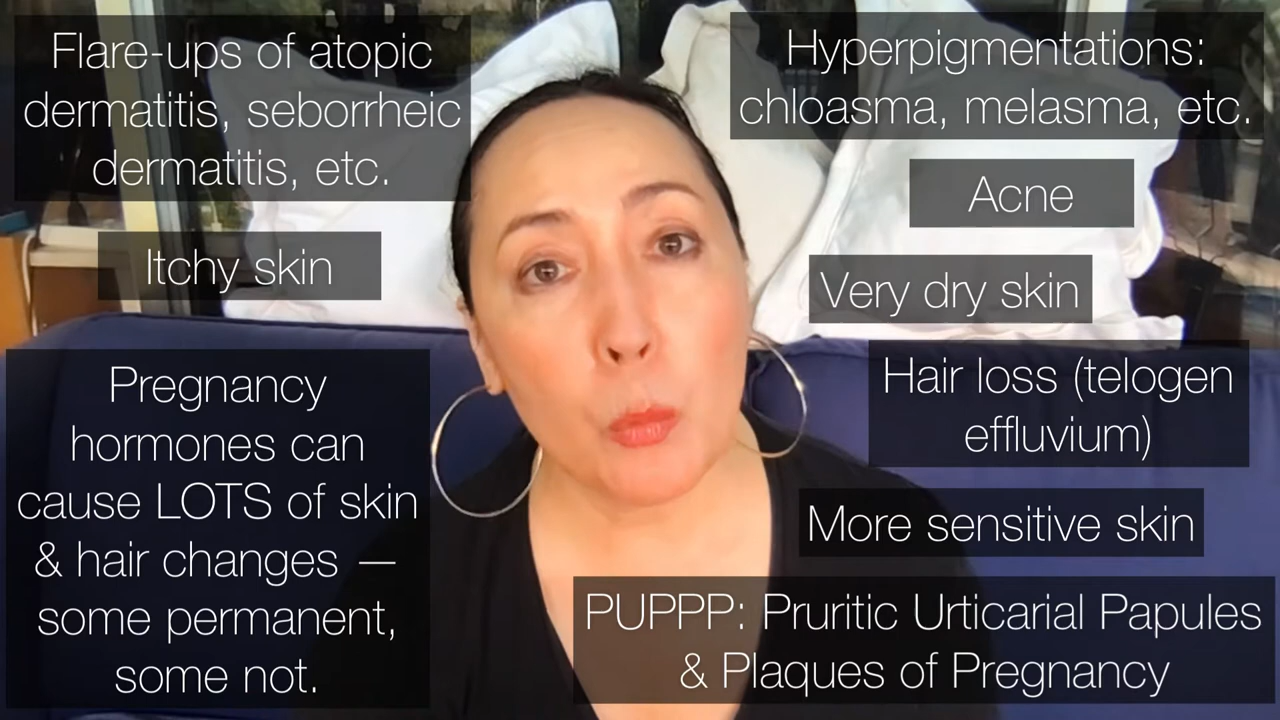 Flare-ups of atopic
dermatitis, seborrheic
dermatitis, etc.
Itchy skin
Pregnancy
hormones can
cause LOTS of skin
& hair changes —
some permanent,
some not.
Hyperpigmentations:
chloasma, melasma, etc.
Acne
Very dry skin
Hair loss (telogen
effluvium)
More sensitive skin
PUPPP: Pruritic Urticarial Papules
& Plaques of Pregnancy